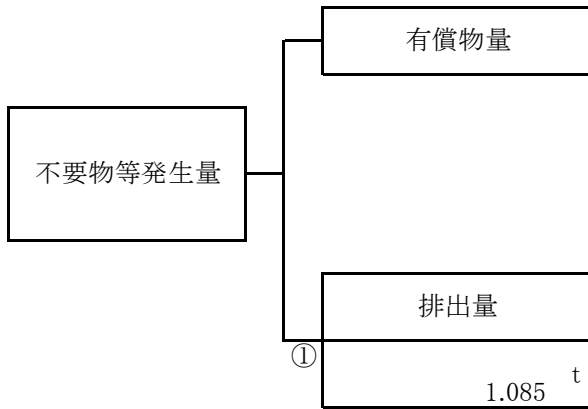 有償物量
不要物等発生量
排出量
①
t
1.085